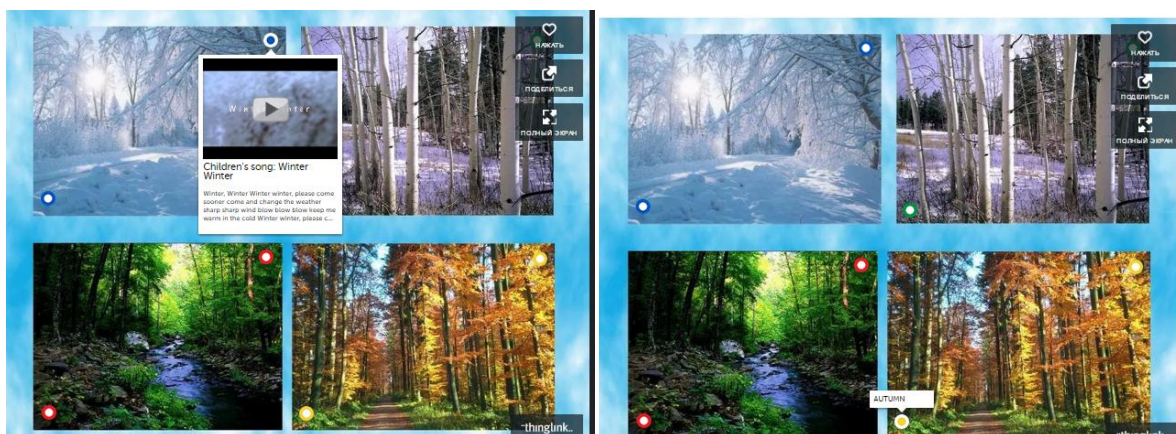 НАЖАТЬ
ПОДЕЛИТЬСЯ
ПОЛНЫЙ ЭКРАН
Winter Winter
Children's song: Winter
Winter
Winter, Winter Winter winter, please come
sooner come and change the weather
sharp sharp wind blow blow blow keep me
warm in the cold Winter winter, please c...
thinglink..
НАЖАТЬ
ПОДЕЛИТЬСЯ
ПОЛНЫЙ ЭКРАН
AUTUMN
thinglink..